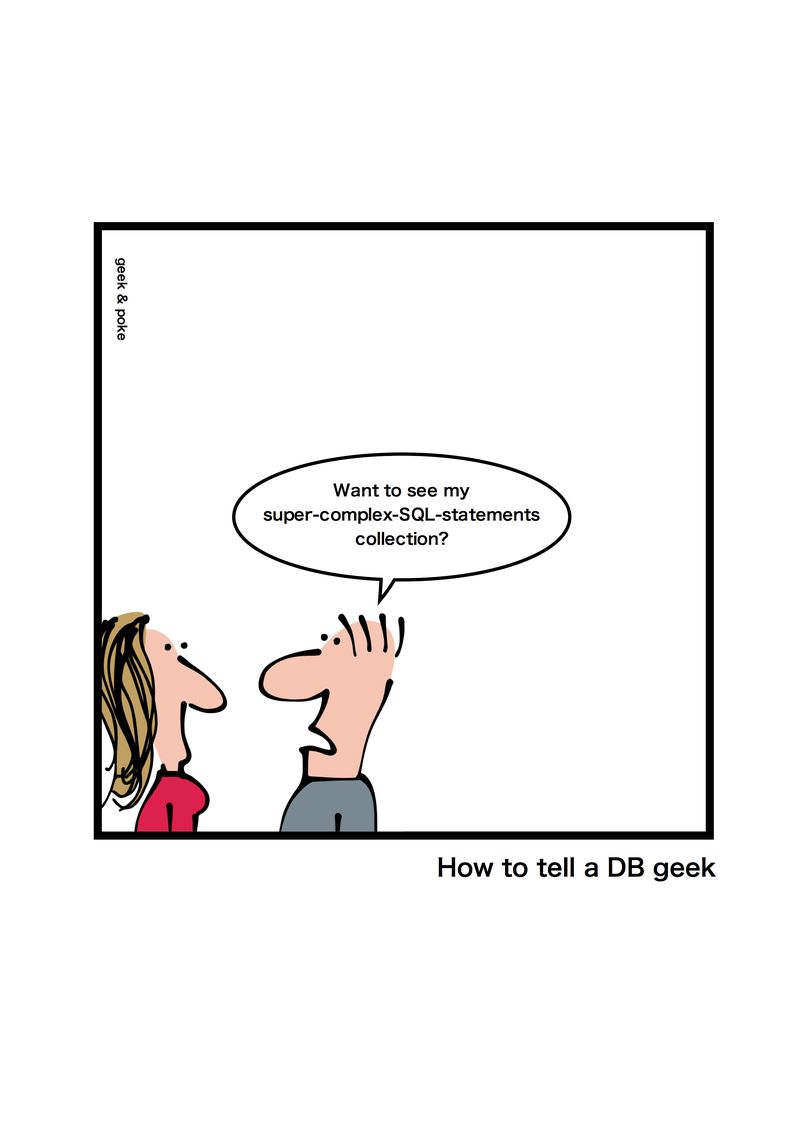 geek & poke
Want to see my
super-complex-SQL-statements
collection?
How to tell a DB geek